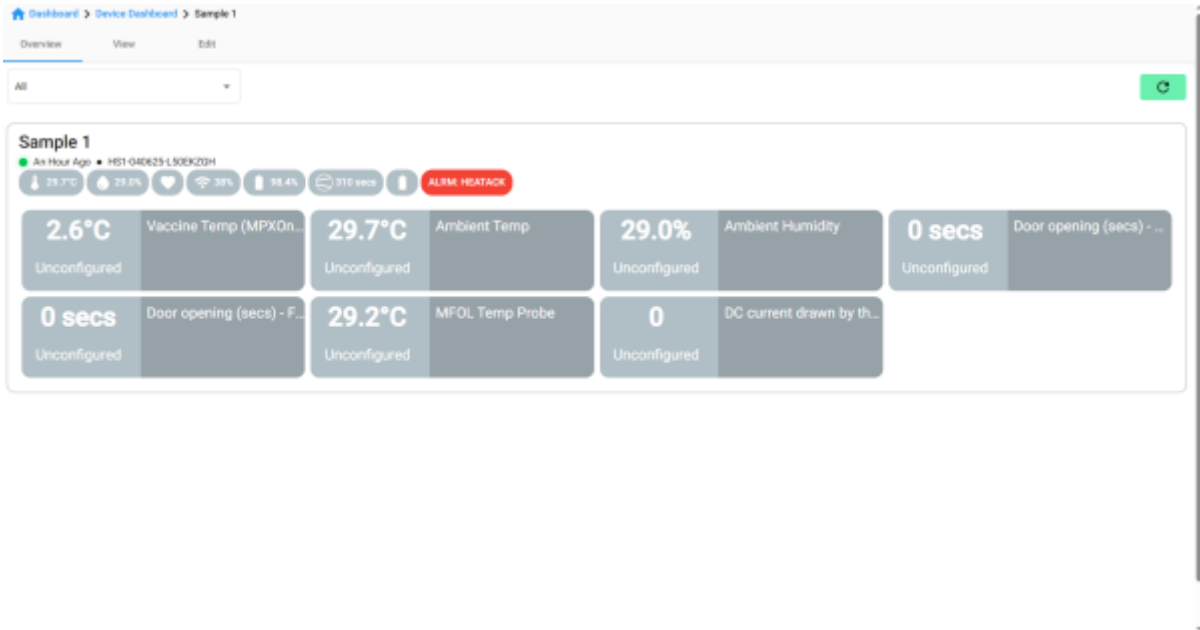 Dashboard > Device Dashboard > Sample 1
Overview View Edit
All
Sample 1
An Hour Ago • HS1-040625-L50EKZGH
29.7°C 29.0% 38% 98.4% 310 secs ALRM: HEATACK
2.6°C Vaccine Temp (MPXOn...
Unconfigured
29.7°C Ambient Temp
Unconfigured
29.0% Ambient Humidity
Unconfigured
0 secs Door opening (secs) - ...
Unconfigured
0 secs Door opening (secs) - F...
Unconfigured
29.2°C MFOL Temp Probe
Unconfigured
0 DC current drawn by th...
Unconfigured